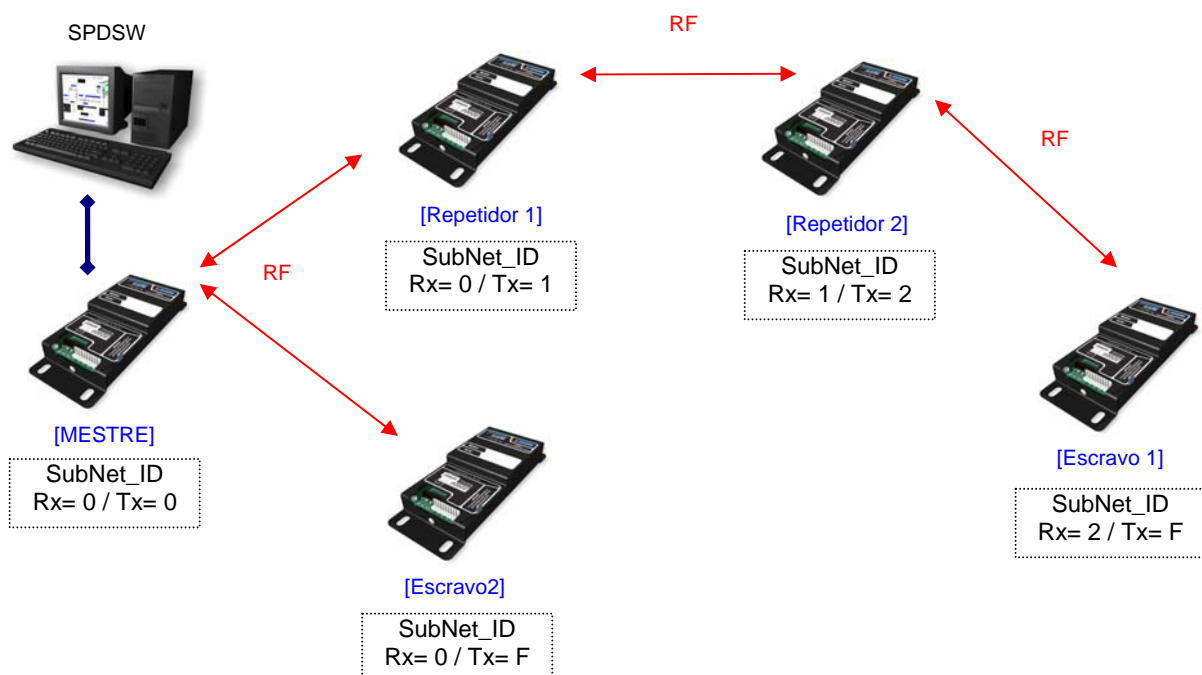 SPDSW
RF
RF
RF
[Repetidor 1]
SubNet_ID
Rx= 0 / Tx= 1
[Repetidor 2]
SubNet_ID
Rx= 1 / Tx= 2
[MESTRE]
SubNet_ID
Rx= 0 / Tx= 0
[Escravo 1]
SubNet_ID
Rx= 2 / Tx= F
[Escravo2]
SubNet_ID
Rx= 0 / Tx= F